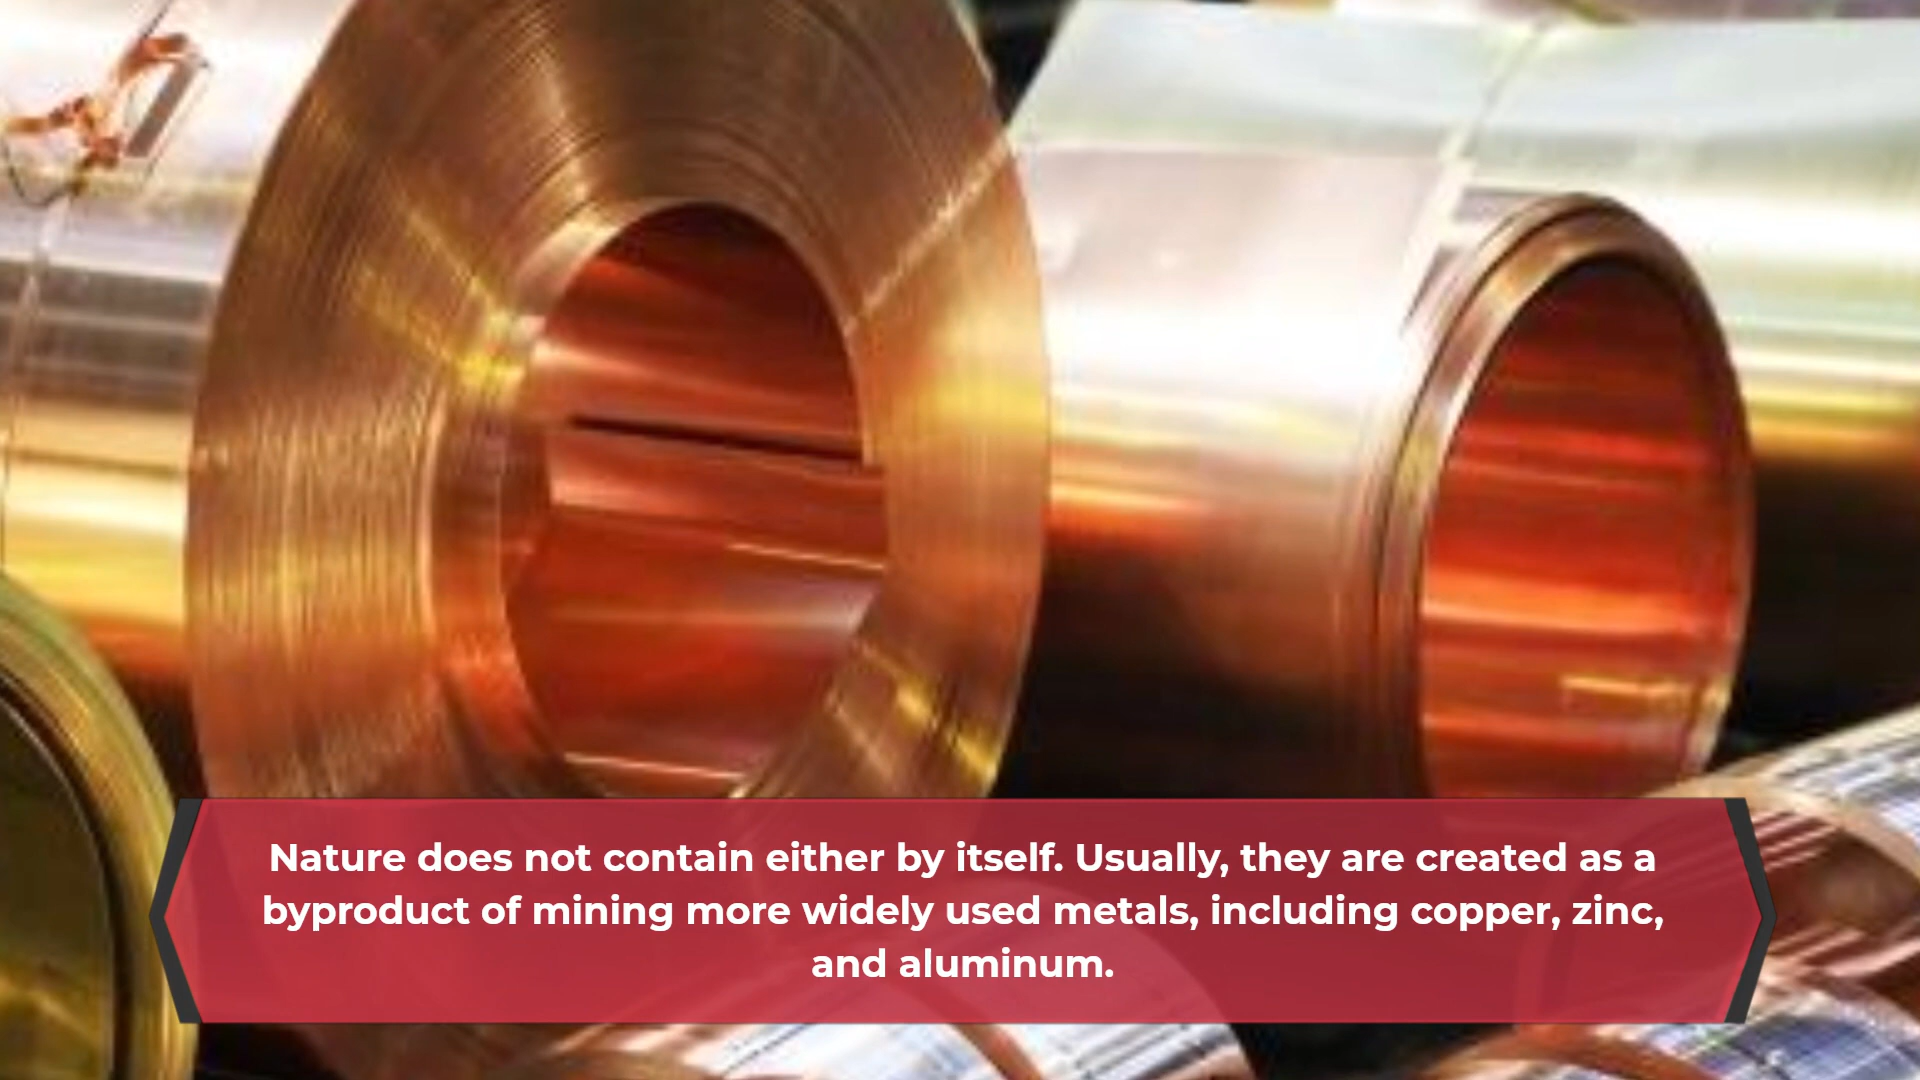 Nature does not contain either by itself. Usually, they are created as a
byproduct of mining more widely used metals, including copper, zinc,
and aluminum.